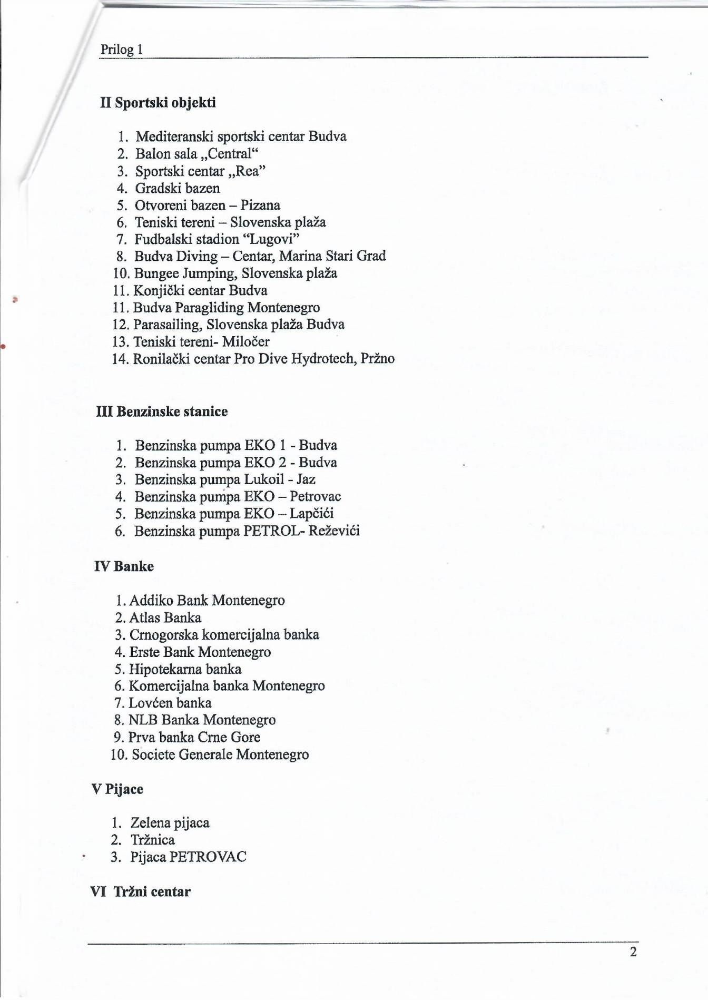 Prilog 1
II Sportski objekti
1. Mediteranski sportski centar Budva
2. Balon sala „Central“
3. Sportski centar „Rea”
4. Gradski bazen
5. Otvoreni bazen – Pizana
6. Teniski tereni – Slovenska plaža
7. Fudbalski stadion “Lugovi”
8. Budva Diving – Centar, Marina Stari Grad
10. Bungee Jumping, Slovenska plaža
11. Konjički centar Budva
11. Budva Paragliding Montenegro
12. Parasailing, Slovenska plaža Budva
13. Teniski tereni- Miločer
14. Ronilački centar Pro Dive Hydrotech, Pržno
III Benzinske stanice
1. Benzinska pumpa EKO 1 - Budva
2. Benzinska pumpa EKO 2 - Budva
3. Benzinska pumpa Lukoil - Jaz
4. Benzinska pumpa EKO – Petrovac
5. Benzinska pumpa EKO – Lapčići
6. Benzinska pumpa PETROL- Reževići
IV Banke
1. Addiko Bank Montenegro
2. Atlas Banka
3. Crnogorska komercijalna banka
4. Erste Bank Montenegro
5. Hipotekarna banka
6. Komercijalna banka Montenegro
7. Lovćen banka
8. NLB Banka Montenegro
9. Prva banka Crne Gore
10. Societe Generale Montenegro
V Pijace
1. Zelena pijaca
2. Tržnica
3. Pijaca PETROVAC
VI Tržni centar
2